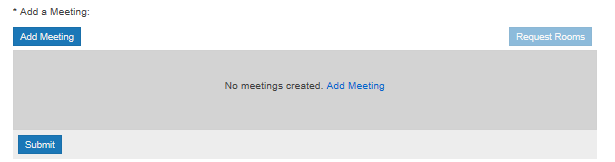 * Add a Meeting:
Add Meeting Request Rooms
No meetings created. Add Meeting
Submit